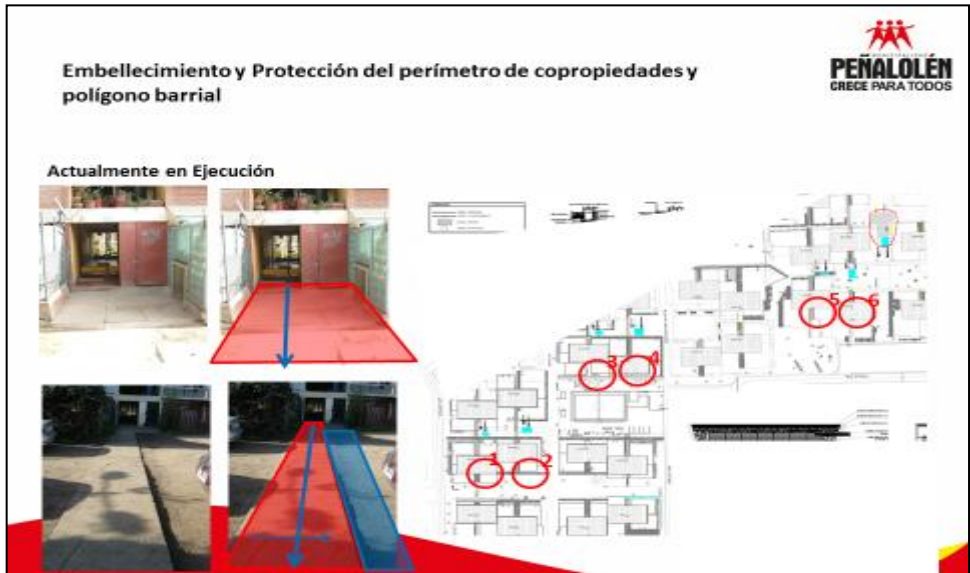 Embellecimiento y Protección del perímetro de copropiedades y
polígono barrial
PEÑALOLÉN
CRECE PARA TODOS
Actualmente en Ejecución
1
2
3
4
5
6